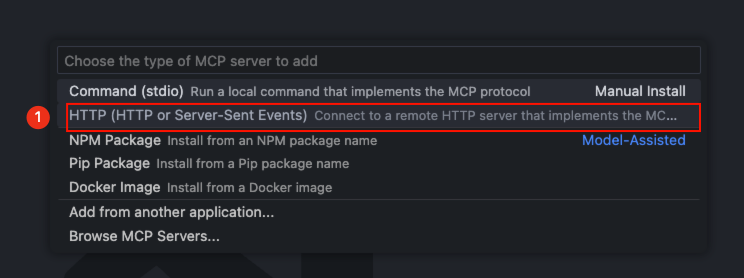 Choose the type of MCP server to add
Command (stdio) Run a local command that implements the MCP protocol Manual Install
1 HTTP (HTTP or Server-Sent Events) Connect to a remote HTTP server that implements the MC...
NPM Package Install from an NPM package name Model-Assisted
Pip Package Install from a Pip package name
Docker Image Install from a Docker image
Add from another application...
Browse MCP Servers...